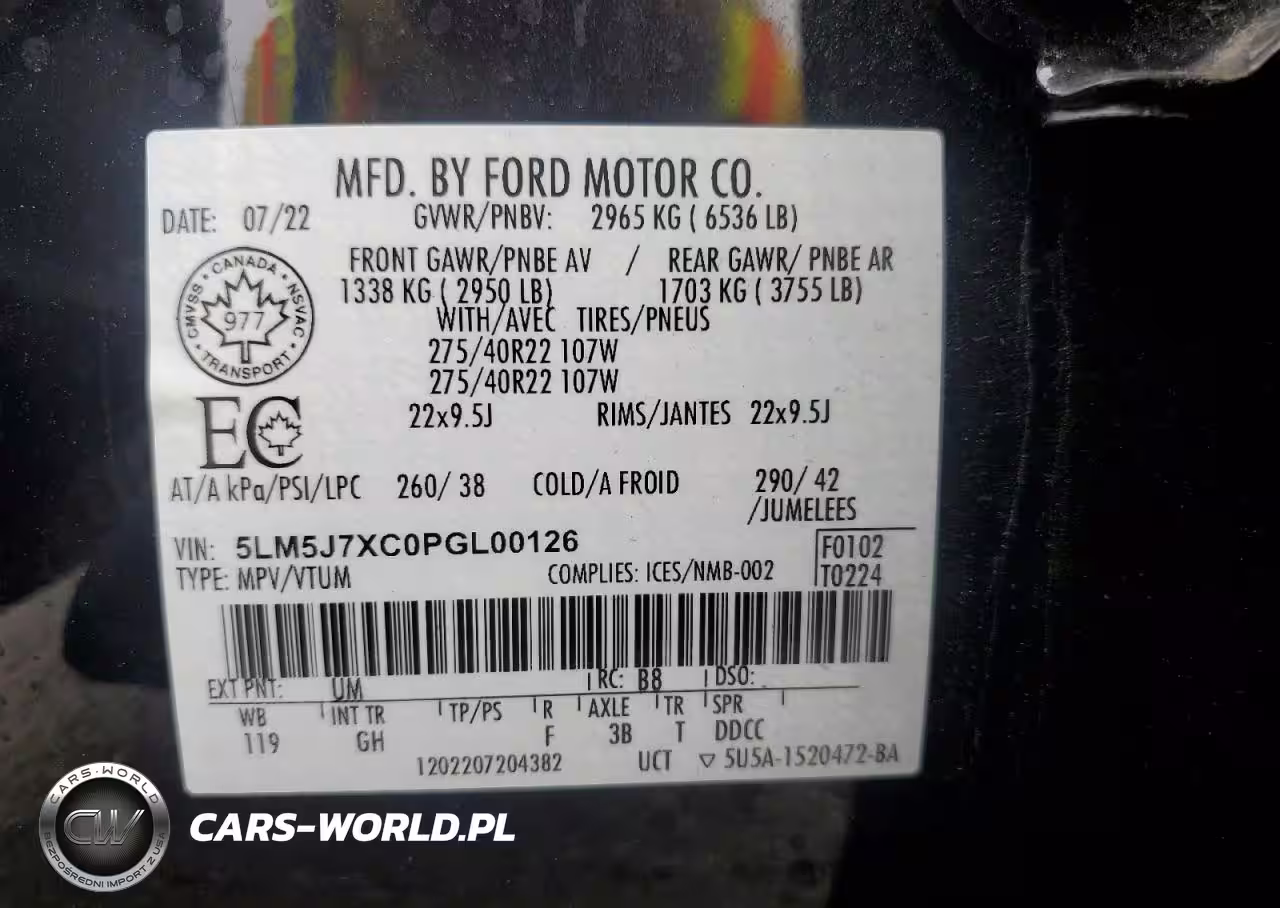 MFD. BY FORD MOTOR CO.
DATE: 07/22 GVWR/PNBV: 2965 KG ( 6536 LB)
FRONT GAWR/PNBE AV / REAR GAWR/ PNBE AR
1338 KG ( 2950 LB) 1703 KG ( 3755 LB)
WITH/AVEC TIRES/PNEUS
CANADA
CMVSS NSVAC
977
TRANSPORT
275/40R22 107W
275/40R22 107W
EC
22x9.5J RIMS/JANTES 22x9.5J
AT/A kPa/PSI/LPC 260/ 38 COLD/A FROID 290/ 42
/JUMELEES
VIN: 5LM5J7XC0PGL00126 F0102
TYPE: MPV/VTUM COMPLIES: ICES/NMB-002 T0224
EXT PNT: UM RC: B8 DSO:
WB INT TR TP/PS R AXLE TR SPR
119 GH F 3B T DDCC
1202207204382 UCT ▽ 5U5A-1520472-BA
CARS-WORLD
CW
BEZPOŚREDNI IMPORT Z USA
CARS-WORLD.PL